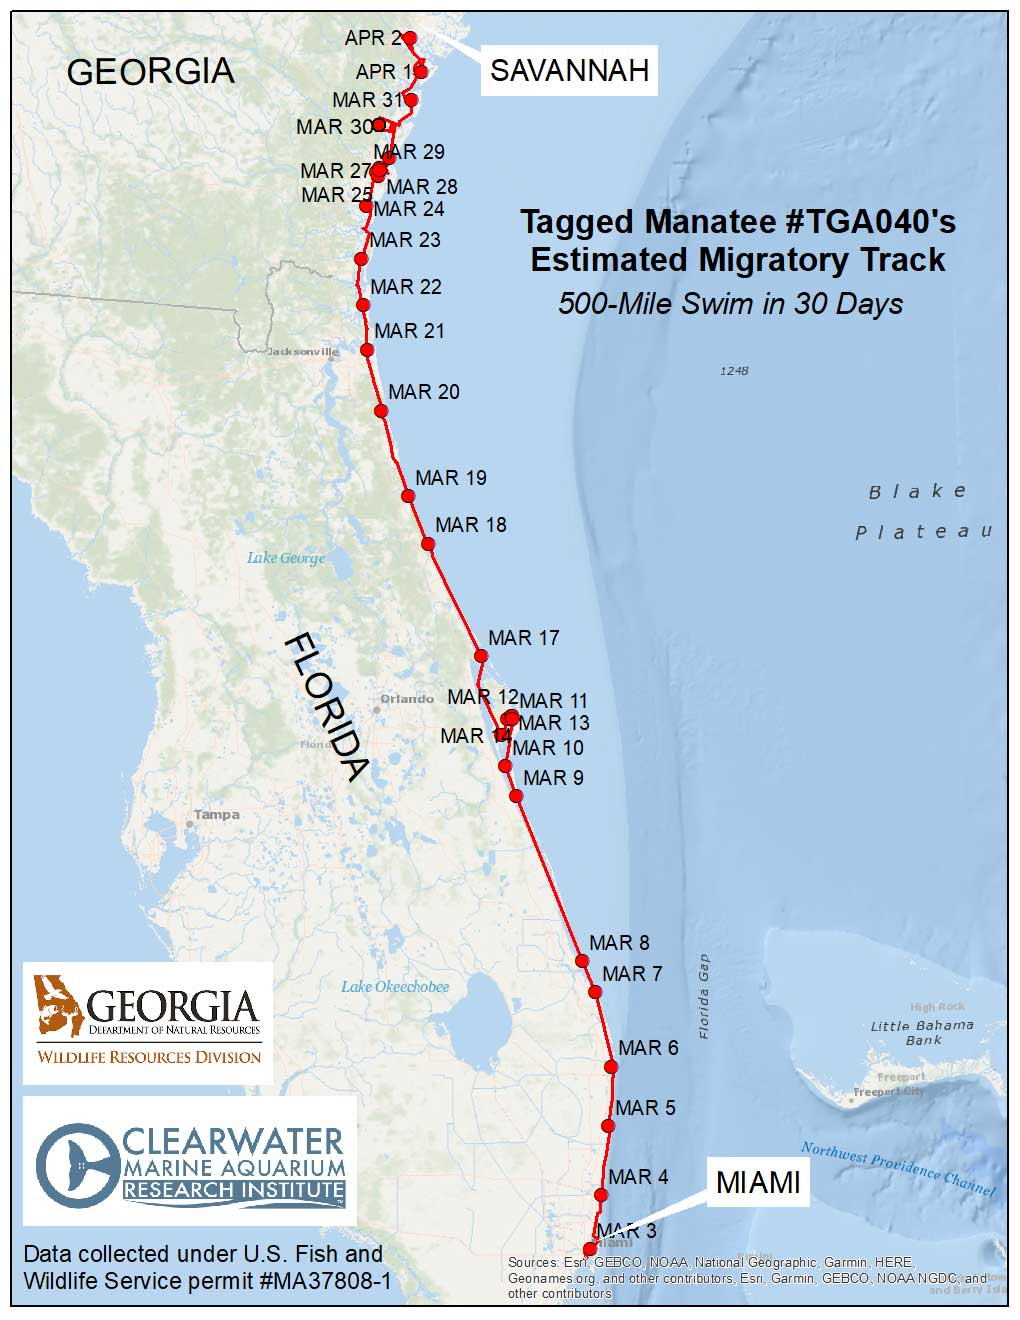 APR 2
GEORGIA
SAVANNAH
APR 1
MAR 31
MAR 30
MAR 29
MAR 27
MAR 28
MAR 25
MAR 24
Tagged Manatee #TGA040's
Estimated Migratory Track
500-Mile Swim in 30 Days
MAR 23
MAR 22
MAR 21
Jacksonville
1248
MAR 20
MAR 19
Blake
Plateau
MAR 18
Lake George
MAR 17
FLORIDA
Orlando
MAR 12
MAR 11
MAR 13
MAR 14
MAR 10
MAR 9
Tampa
MAR 8
MAR 7
Lake Okeechobee
Florida Gap
High Rock
Little Bahama
Bank
MAR 6
Freeport
Freeport City
MAR 5
Northwest Providence Channel
MAR 4
MIAMI
MAR 3
Miami
GEORGIA
DEPARTMENT OF NATURAL RESOURCES
WILDLIFE RESOURCES DIVISION
CLEARWATER
MARINE AQUARIUM
RESEARCH INSTITUTE
Data collected under U.S. Fish and
Wildlife Service permit #MA37808-1
Sources: Esri, GEBCO, NOAA, National Geographic, Garmin, HERE,
Geonames.org, and other contributors, Esri, Garmin, GEBCO, NOAA NGDC, and
other contributors
and Berry